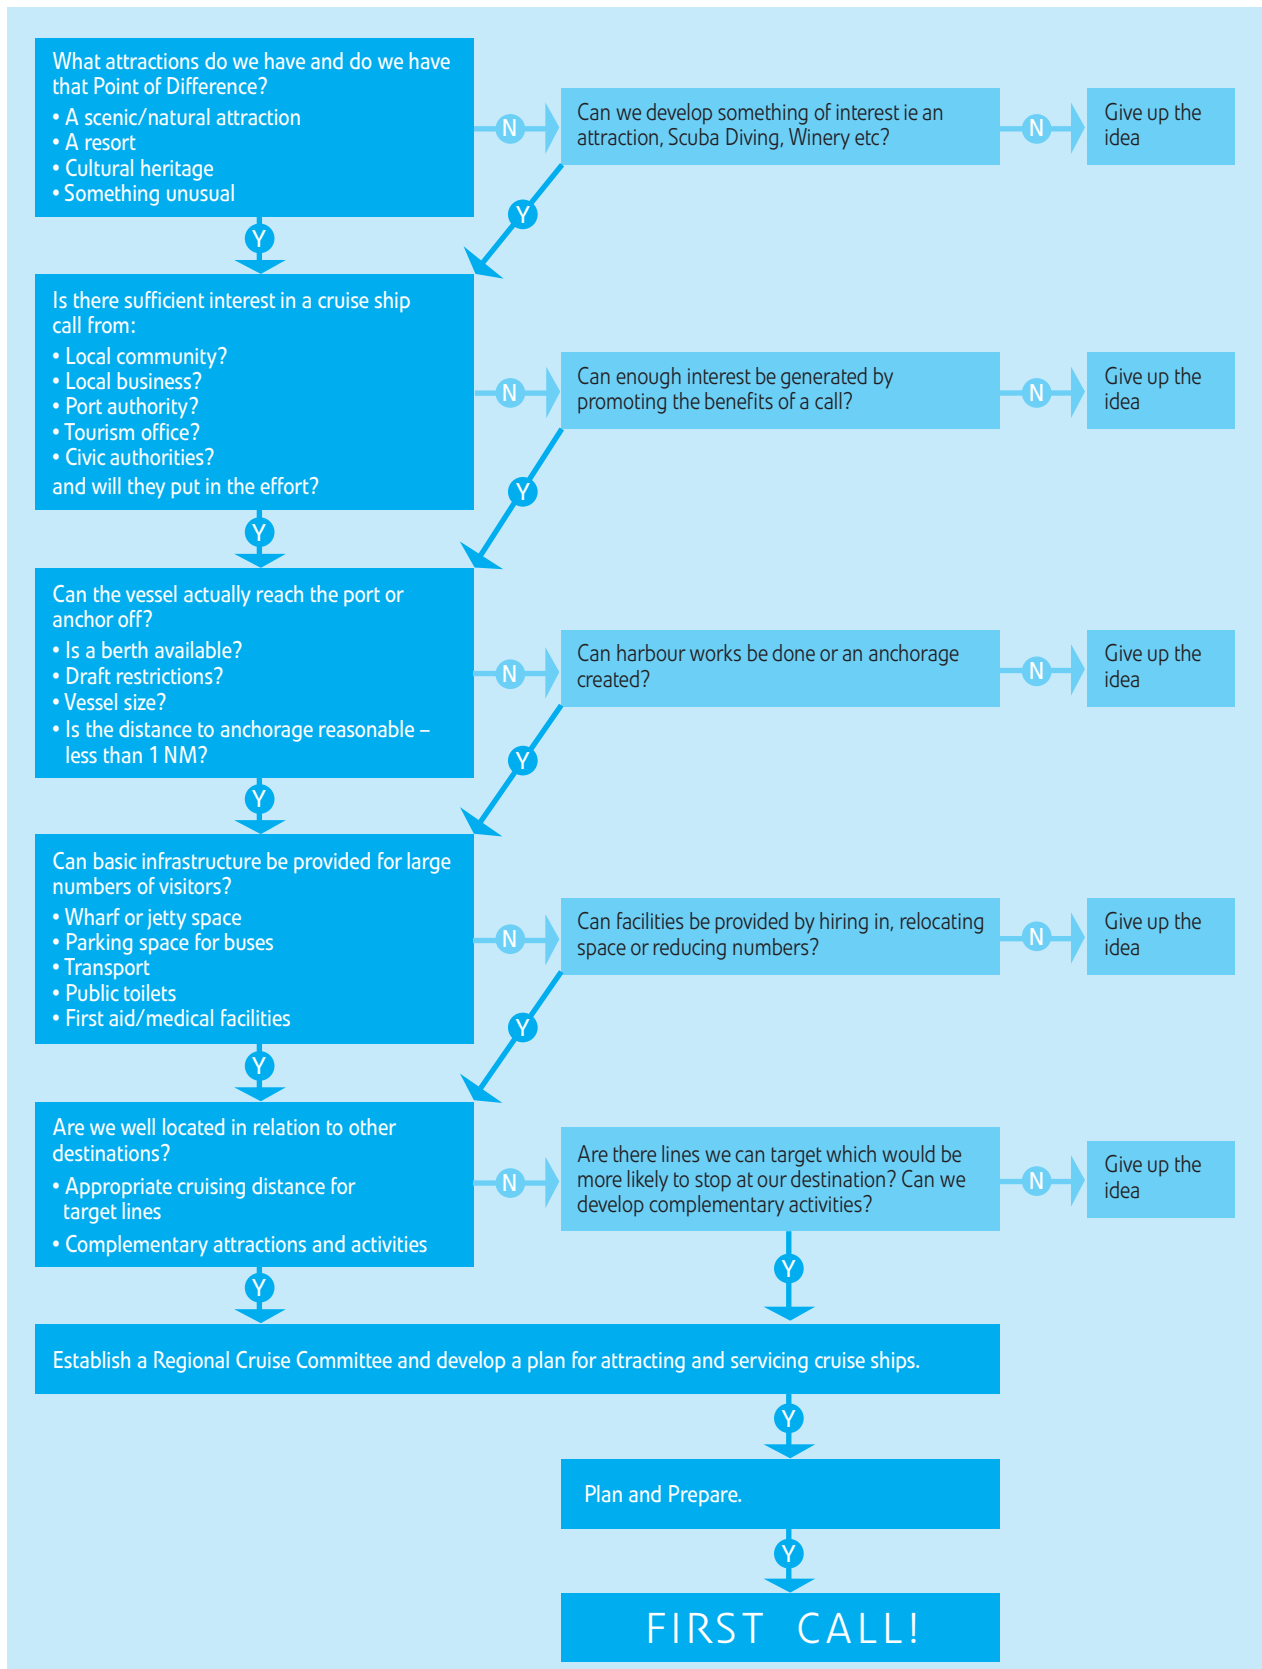 What attractions do we have and do we have
that Point of Difference?
• A scenic/natural attraction
• A resort
• Cultural heritage
• Something unusual
N
Can we develop something of interest ie an
attraction, Scuba Diving, Winery etc?
N
Give up the
idea
Y
Y
Is there sufficient interest in a cruise ship
call from:
• Local community?
• Local business?
• Port authority?
• Tourism office?
• Civic authorities?
and will they put in the effort?
N
Can enough interest be generated by
promoting the benefits of a call?
N
Give up the
idea
Y
Y
Can the vessel actually reach the port or
anchor off?
• Is a berth available?
• Draft restrictions?
• Vessel size?
• Is the distance to anchorage reasonable –
less than 1 NM?
N
Can harbour works be done or an anchorage
created?
N
Give up the
idea
Y
Y
Can basic infrastructure be provided for large
numbers of visitors?
• Wharf or jetty space
• Parking space for buses
• Transport
• Public toilets
• First aid/medical facilities
N
Can facilities be provided by hiring in, relocating
space or reducing numbers?
N
Give up the
idea
Y
Y
Are we well located in relation to other
destinations?
• Appropriate cruising distance for
target lines
• Complementary attractions and activities
N
Are there lines we can target which would be
more likely to stop at our destination? Can we
develop complementary activities?
N
Give up the
idea
Y
Y
Establish a Regional Cruise Committee and develop a plan for attracting and servicing cruise ships.
Y
Plan and Prepare.
Y
FIRST CALL!